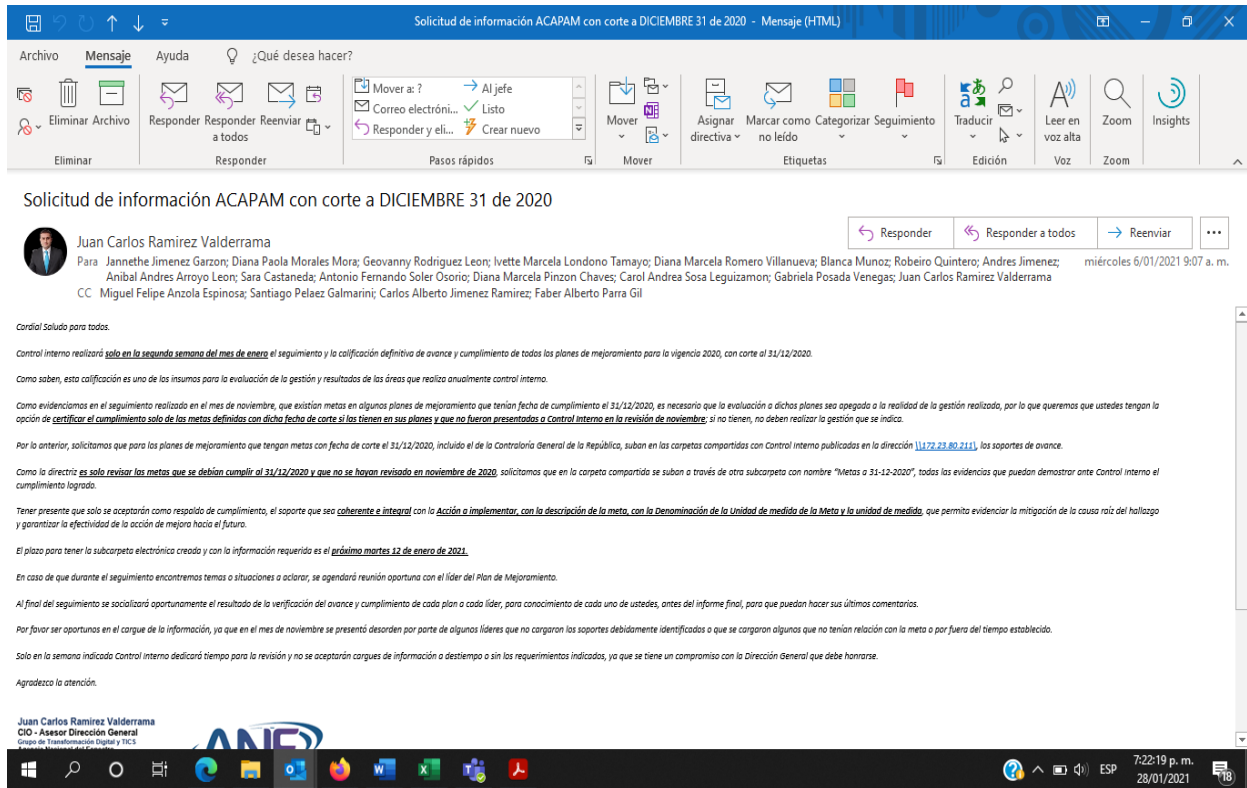 Solicitud de información ACAPAM con corte a DICIEMBRE 31 de 2020 - Mensaje (HTML)
Archivo Mensaje Ayuda ¿Qué desea hacer?
Eliminar Archivo
Responder Responder a todos Reenviar
Mover a: ? Al jefe
Correo electróni... Listo
Responder y eli... Crear nuevo
Mover
Asignar directiva Marcar como no leído Categorizar Seguimiento
Traducir
Leer en voz alta
Zoom
Insights
Eliminar Responder Pasos rápidos Mover Etiquetas Edición Voz Zoom
Solicitud de información ACAPAM con corte a DICIEMBRE 31 de 2020
Responder Responder a todos Reenviar
Juan Carlos Ramirez Valderrama
miércoles 6/01/2021 9:07 a. m.
Para Jannethe Jimenez Garzon; Diana Paola Morales Mora; Geovanny Rodriguez Leon; Ivette Marcela Londono Tamayo; Diana Marcela Romero Villanueva; Blanca Munoz; Robeiro Quintero; Andres Jimenez;
Anibal Andres Arroyo Leon; Sara Castaneda; Antonio Fernando Soler Osorio; Diana Marcela Pinzon Chaves; Carol Andrea Sosa Leguizamon; Gabriela Posada Venegas; Juan Carlos Ramirez Valderrama
CC Miguel Felipe Anzola Espinosa; Santiago Pelaez Galmarini; Carlos Alberto Jimenez Ramirez; Faber Alberto Parra Gil
Cordial Saludo para todos.
Control interno realizará solo en la segunda semana del mes de enero el seguimiento y la calificación definitiva de avance y cumplimiento de todos los planes de mejoramiento para la vigencia 2020, con corte al 31/12/2020.
Como saben, esta calificación es uno de los insumos para la evaluación de la gestión y resultados de las áreas que realiza anualmente control interno.
Como evidenciamos en el seguimiento realizado en el mes de noviembre, que existían metas en algunos planes de mejoramiento que tenían fecha de cumplimiento el 31/12/2020, es necesario que la evaluación a dichos planes sea apegada a la realidad de la gestión realizada, por lo que queremos que ustedes tengan la
opción de certificar el cumplimiento solo de las metas definidas con dicha fecha de corte si las tienen en sus planes y que no fueron presentadas a Control Interno en la revisión de noviembre; si no tienen, no deben realizar la gestión que se indica.
Por lo anterior, solicitamos que para los planes de mejoramiento que tengan metas con fecha de corte el 31/12/2020, incluido el de la Contraloría General de la República, suban en las carpetas compartidas con Control Interno publicadas en la dirección \\172.23.80.211\, los soportes de avance.
Como la directriz es solo revisar las metas que se debían cumplir al 31/12/2020 y que no se hayan revisado en noviembre de 2020, solicitamos que en la carpeta compartida se suban a través de otra subcarpeta con nombre "Metas a 31-12-2020", todas las evidencias que puedan demostrar ante Control Interno el
cumplimiento logrado.
Tener presente que solo se aceptarán como respaldo de cumplimiento, el soporte que sea coherente e integral con la Acción a implementar, con la descripción de la meta, con la Denominación de la Unidad de medida de la Meta y la unidad de medida, que permita evidenciar la mitigación de la causa raíz del hallazgo
y garantizar la efectividad de la acción de mejora hacia el futuro.
El plazo para tener la subcarpeta electrónica creada y con la información requerida es el próximo martes 12 de enero de 2021.
En caso de que durante el seguimiento encontremos temas o situaciones a aclarar, se agendará reunión oportuna con el líder del Plan de Mejoramiento.
Al final del seguimiento se socializará oportunamente el resultado de la verificación del avance y cumplimiento de cada plan a cada líder, para conocimiento de cada uno de ustedes, antes del informe final, para que puedan hacer sus últimos comentarios.
Por favor ser oportunos en el cargue de la información, ya que en el mes de noviembre se presentó desorden por parte de algunos líderes que no cargaron los soportes debidamente identificados o que se cargaron algunos que no tenían relación con la meta o por fuera del tiempo establecido.
Solo en la semana indicada Control Interno dedicará tiempo para la revisión y no se aceptarán cargues de información a destiempo o sin los requerimientos indicados, ya que se tiene un compromiso con la Dirección General que debe honrarse.
Agradezco la atención.
Juan Carlos Ramirez Valderrama
CIO - Asesor Dirección General
Grupo de Transformación Digital y TICS
ANE
ESP
7:22:19 p. m.
28/01/2021
18